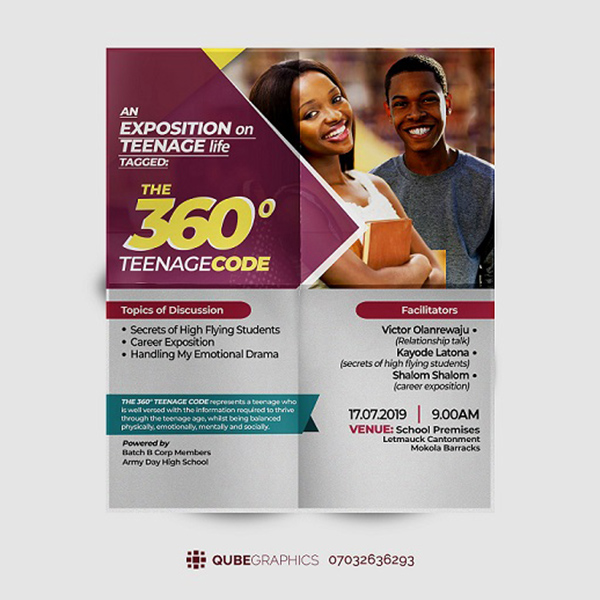 AN
EXPOSITION on
TEENAGE life
TAGGED:
THE
360°
TEENAGECODE
Topics of Discussion
• Secrets of High Flying Students
• Career Exposition
• Handling My Emotional Drama
THE 360° TEENAGE CODE represents a teenage who
is well versed with the information required to thrive
through the teenage age, whilst being balanced
physically, emotionally, mentally and socially.
Powered by
Batch B Corp Members
Army Day High School
Facilitators
Victor Olanrewaju •
(Relationship talk)
Kayode Latona •
(secrets of high flying students)
Shalom Shalom •
(career exposition)
17.07.2019 | 9.00AM
VENUE: School Premises
Letmauck Cantonment
Mokola Barracks
QUBEGRAPHICS 07032636293